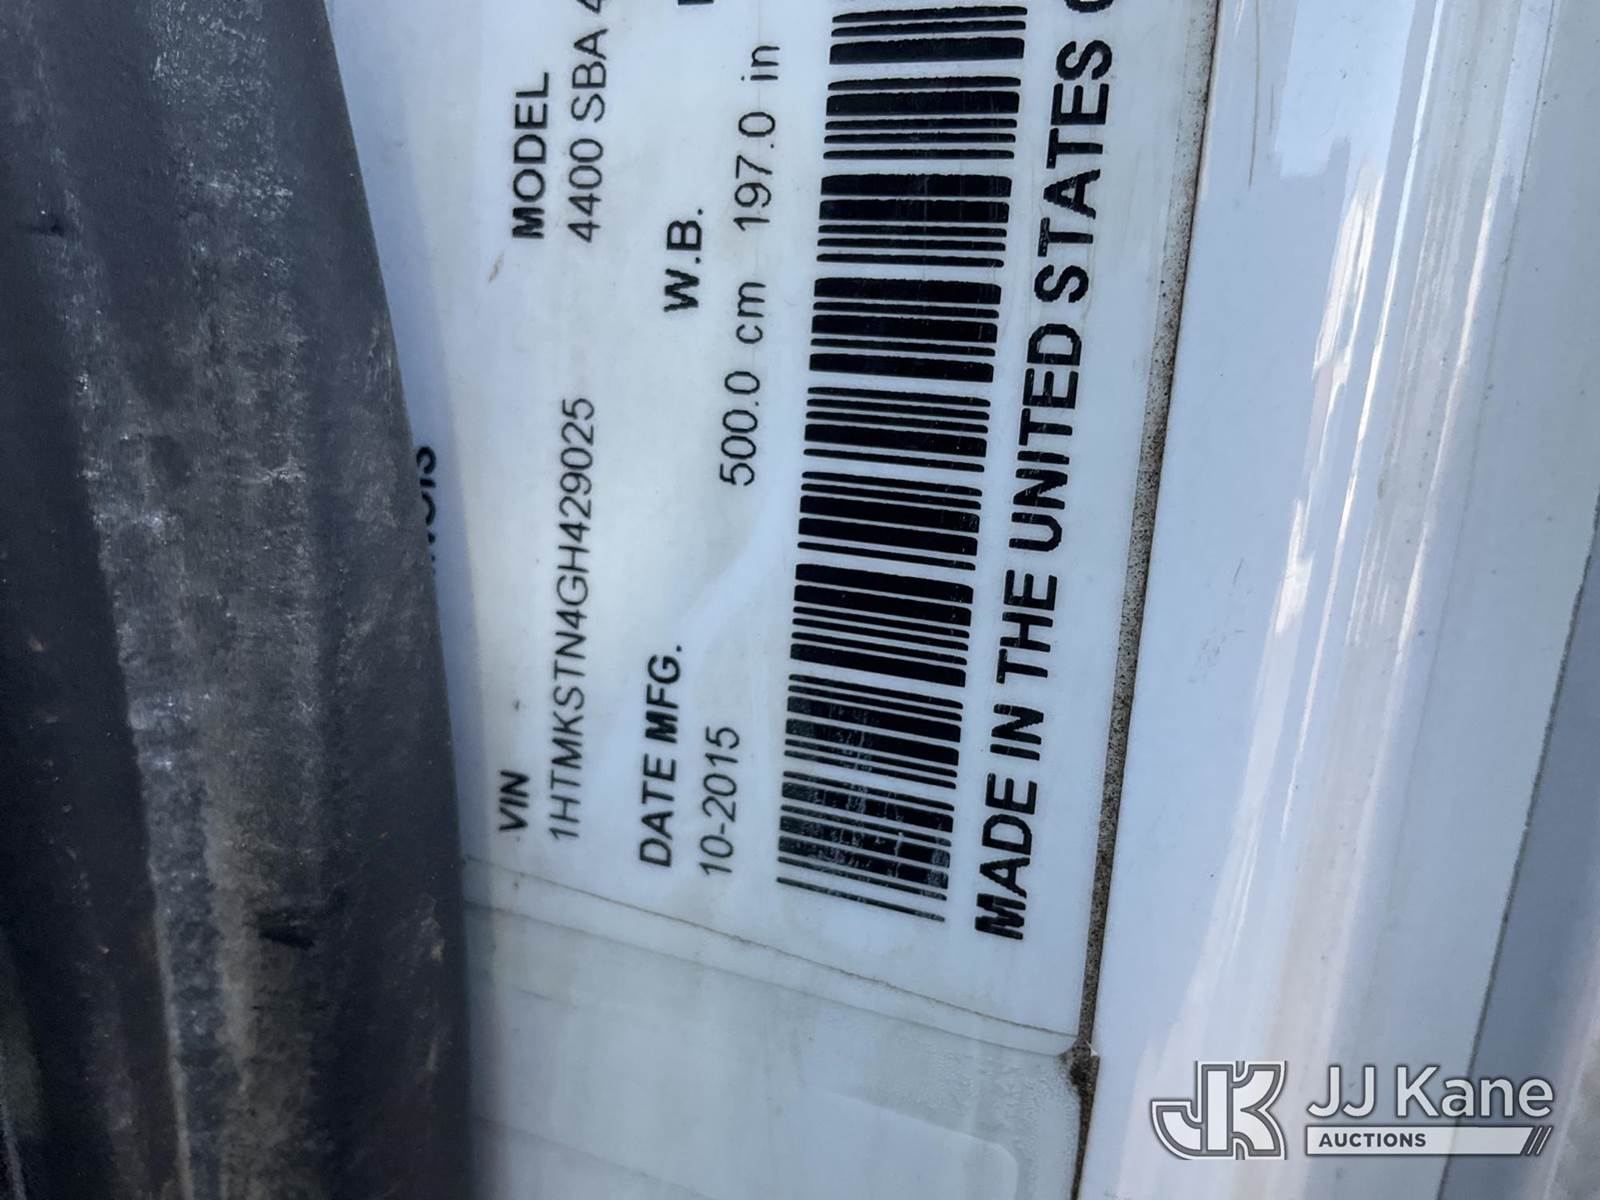 VIN MODEL
1HTMKSTN4GH429025 4400 SBA 4
DATE MFG. W.B.
10-2015 500.0 cm 197.0 in
MADE IN THE UNITED STATES
JJ Kane
AUCTIONS